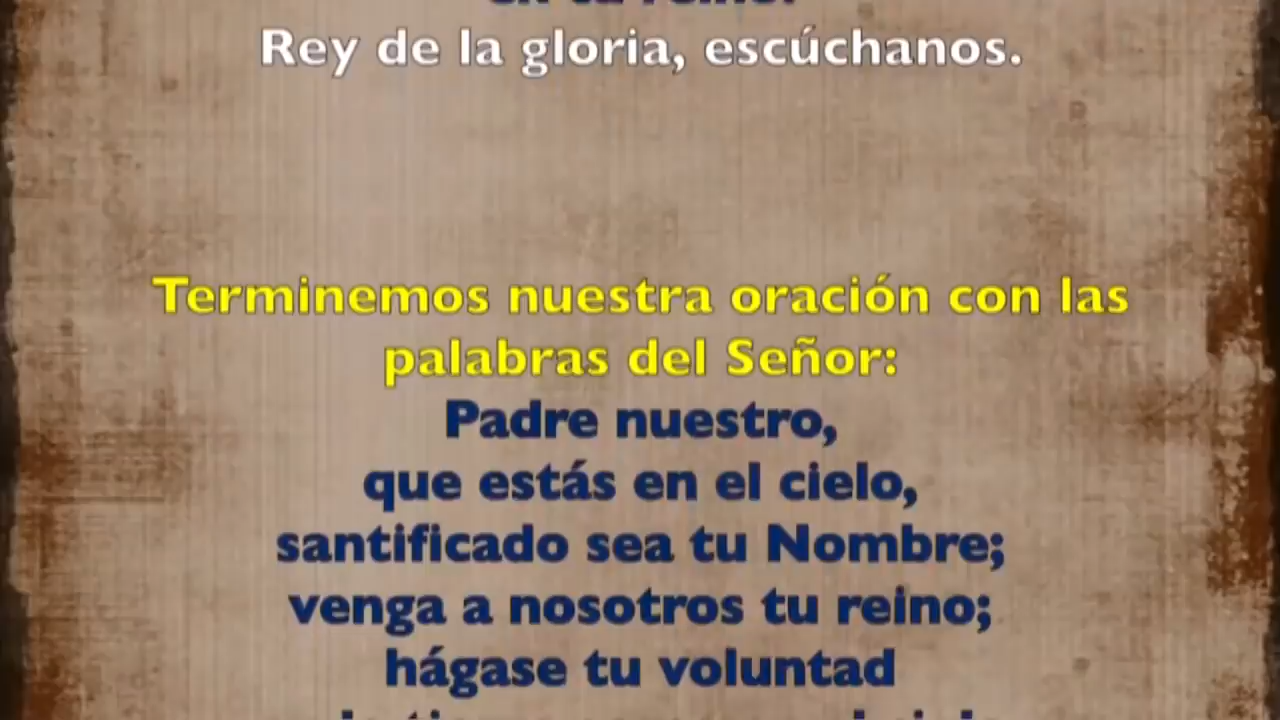 Rey de la gloria, escúchanos.
Terminemos nuestra oración con las
palabras del Señor:
Padre nuestro,
que estás en el cielo,
santificado sea tu Nombre;
venga a nosotros tu reino;
hágase tu voluntad